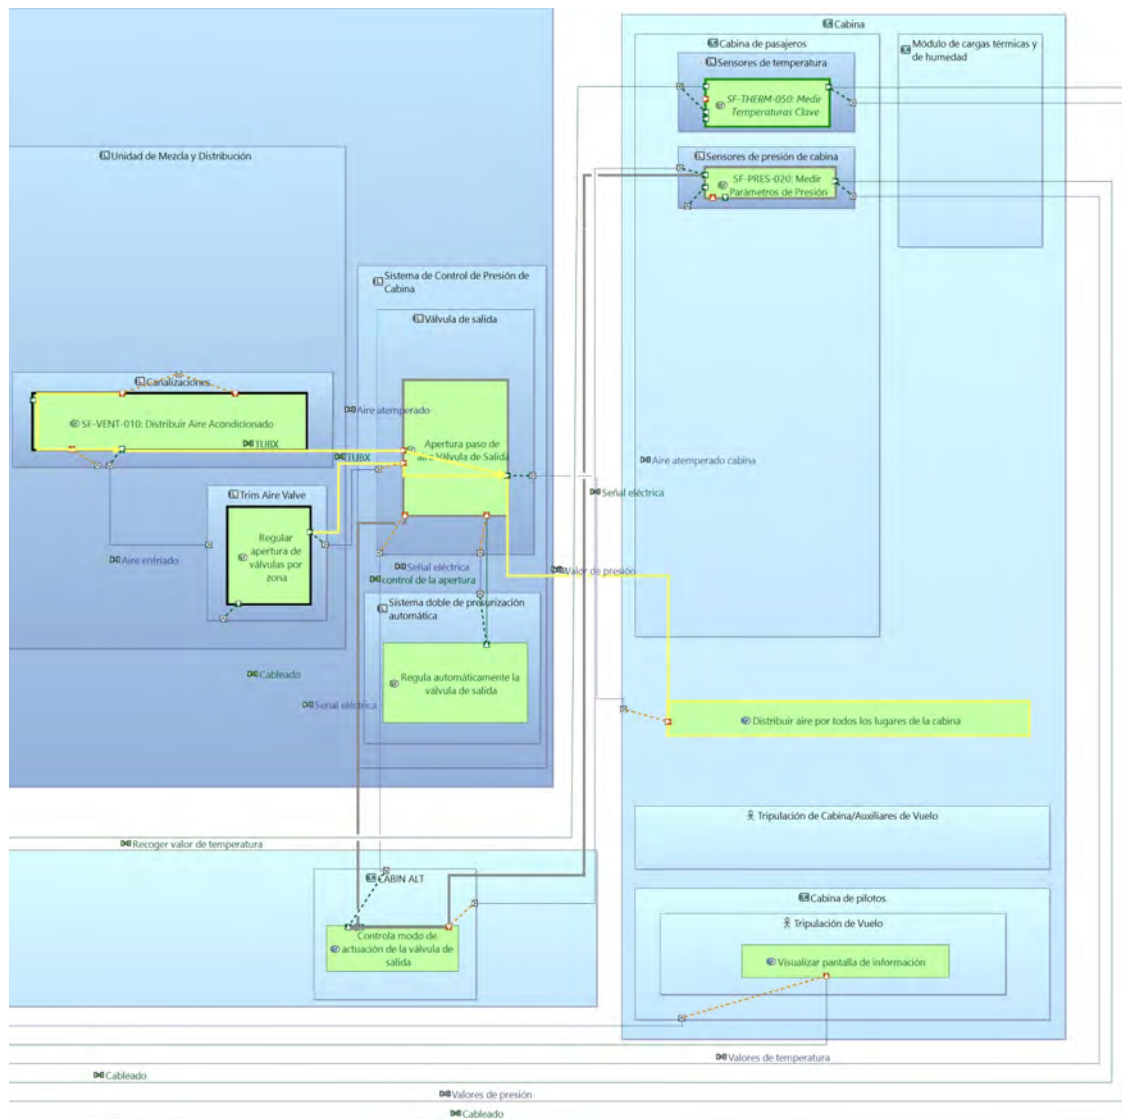 Cabina
Cabina de pasajeros
Sensores de temperatura
SF-THERM-050: Medir
Temperaturas Clave
Módulo de cargas térmicas y
de humedad
Sensores de presión de cabina
SF-PRES-020: Medir
Parámetros de Presión
Unidad de Mezcla y Distribución
Sistema de Control de Presión de
Cabina
Válvula de salida
Canalizaciones
SF-VENT-010: Distribuir Aire Acondicionado
TUBX
Aire atemperado
TUBX
Apertura paso de
aire Válvula de Salida
Aire atemperado cabina
Señal eléctrica
Trim Aire Valve
Regular
apertura de
válvulas por
zona
Aire enfriado
Señal eléctrica
control de la apertura
Valor de presión
Sistema doble de presurización
automática
Regula automáticamente la
válvula de salida
Cableado
Señal eléctrica
Distribuir aire por todos los lugares de la cabina
Tripulación de Cabina/Auxiliares de Vuelo
Recoger valor de temperatura
CABIN ALT
Controla modo de
actuación de la válvula de
salida
Cabina de pilotos
Tripulación de Vuelo
Visualizar pantalla de información
Valores de temperatura
Cableado
Valores de presión
Cableado